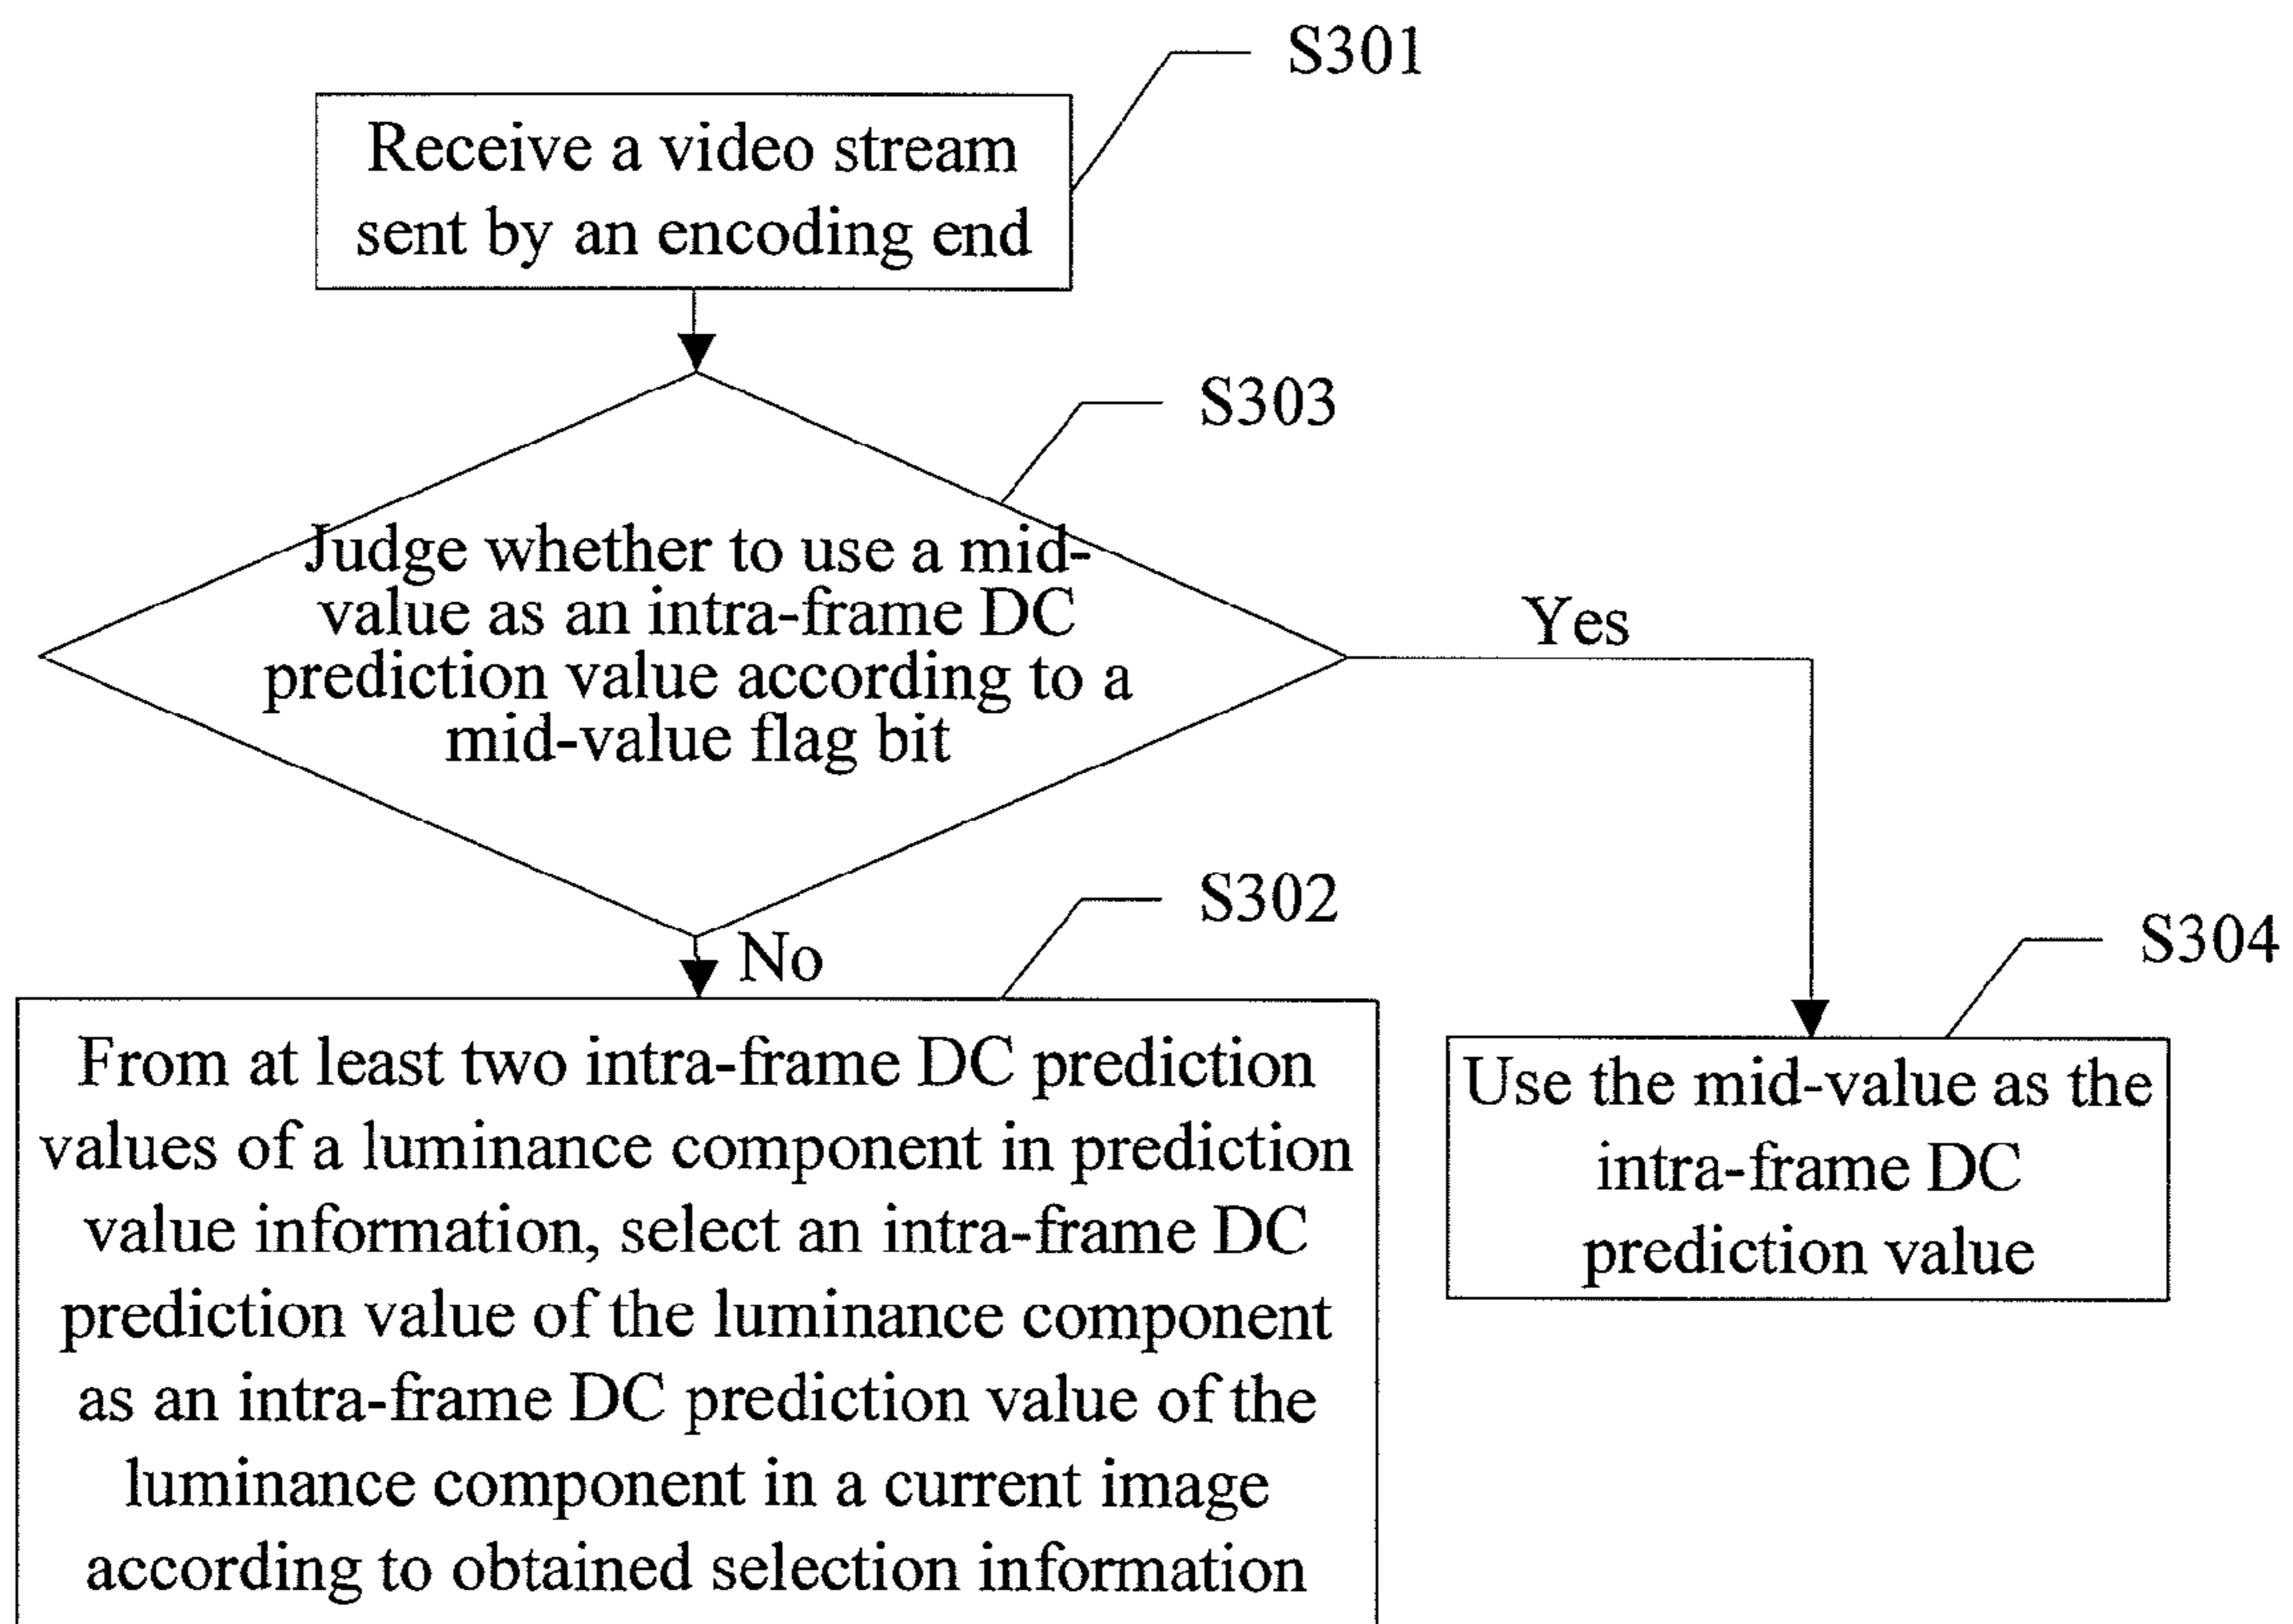 S301
Receive a video stream
sent by an encoding end
S303
Judge whether to use a mid-
value as an intra-frame DC
prediction value according to a
mid-value flag bit
Yes
No
S302
S304
From at least two intra-frame DC prediction
values of a luminance component in prediction
value information, select an intra-frame DC
prediction value of the luminance component
as an intra-frame DC prediction value of the
luminance component in a current image
according to obtained selection information
Use the mid-value as the
intra-frame DC
prediction value